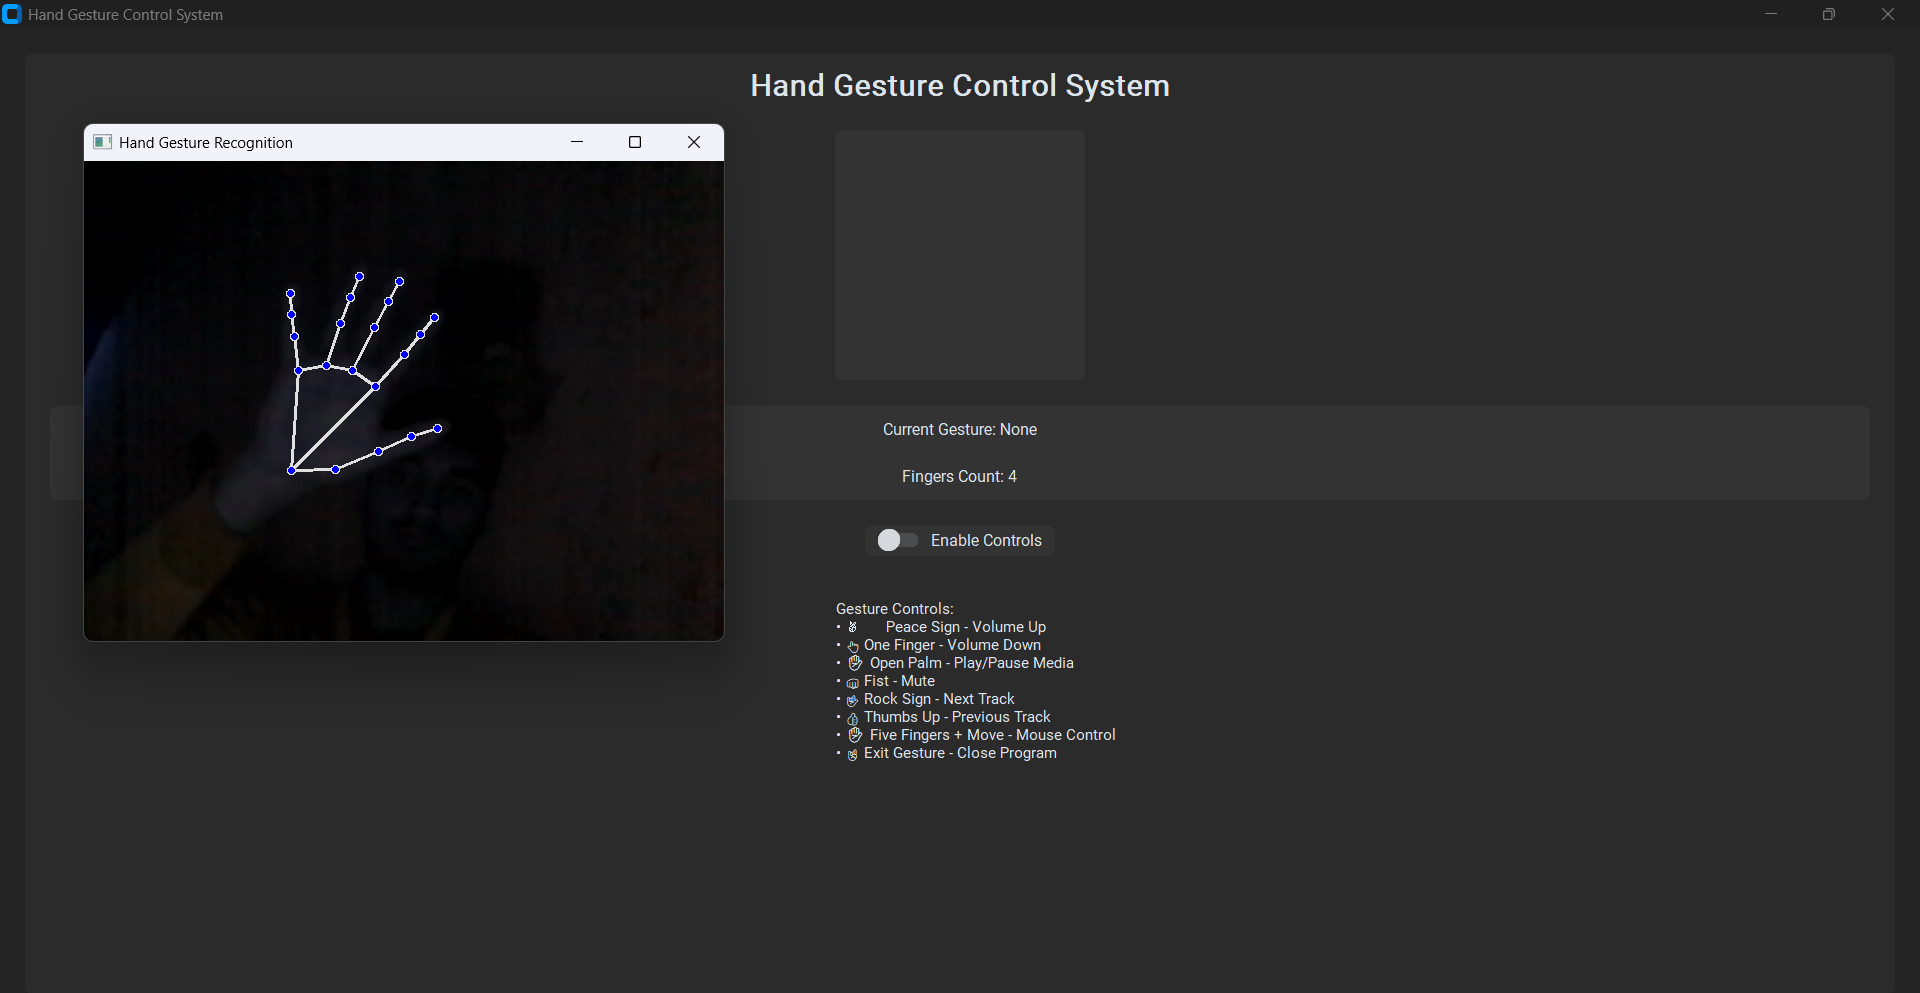 Hand Gesture Control System
Hand Gesture Control System
Hand Gesture Recognition
Current Gesture: None
Fingers Count: 4
Enable Controls
Gesture Controls:
• ✌ Peace Sign - Volume Up
• 👆 One Finger - Volume Down
• ✋ Open Palm - Play/Pause Media
• 👊 Fist - Mute
• 🤘 Rock Sign - Next Track
• 👍 Thumbs Up - Previous Track
• ✋ Five Fingers + Move - Mouse Control
• 🤘 Exit Gesture - Close Program